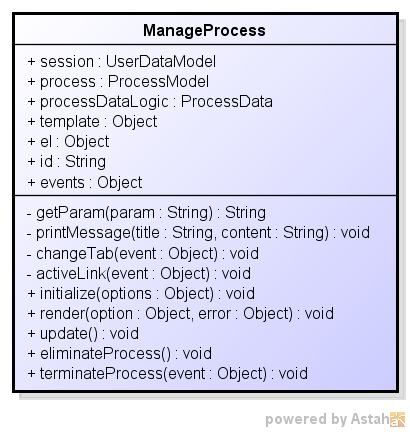 ManageProcess
+ session : UserDataModel
+ process : ProcessModel
+ processDataLogic : ProcessData
+ template : Object
+ el : Object
+ id : String
+ events : Object
- getParam(param : String) : String
- printMessage(title : String, content : String) : void
- changeTab(event : Object) : void
- activeLink(event : Object) : void
+ initialize(options : Object) : void
+ render(option : Object, error : Object) : void
+ update() : void
+ eliminateProcess() : void
+ terminateProcess(event : Object) : void
powered by Astah